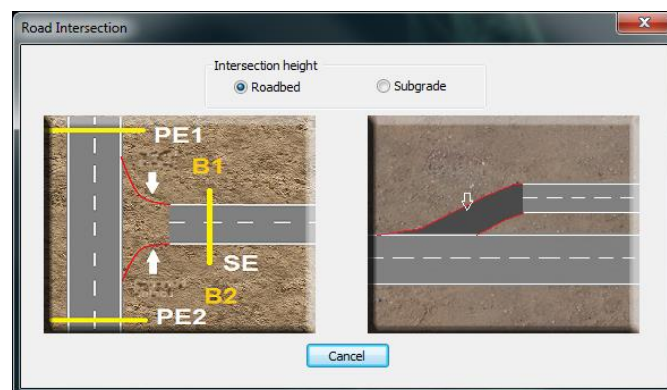 Road Intersection
Intersection height
Roadbed
Subgrade
PE1
B1
SE
B2
PE2
Cancel